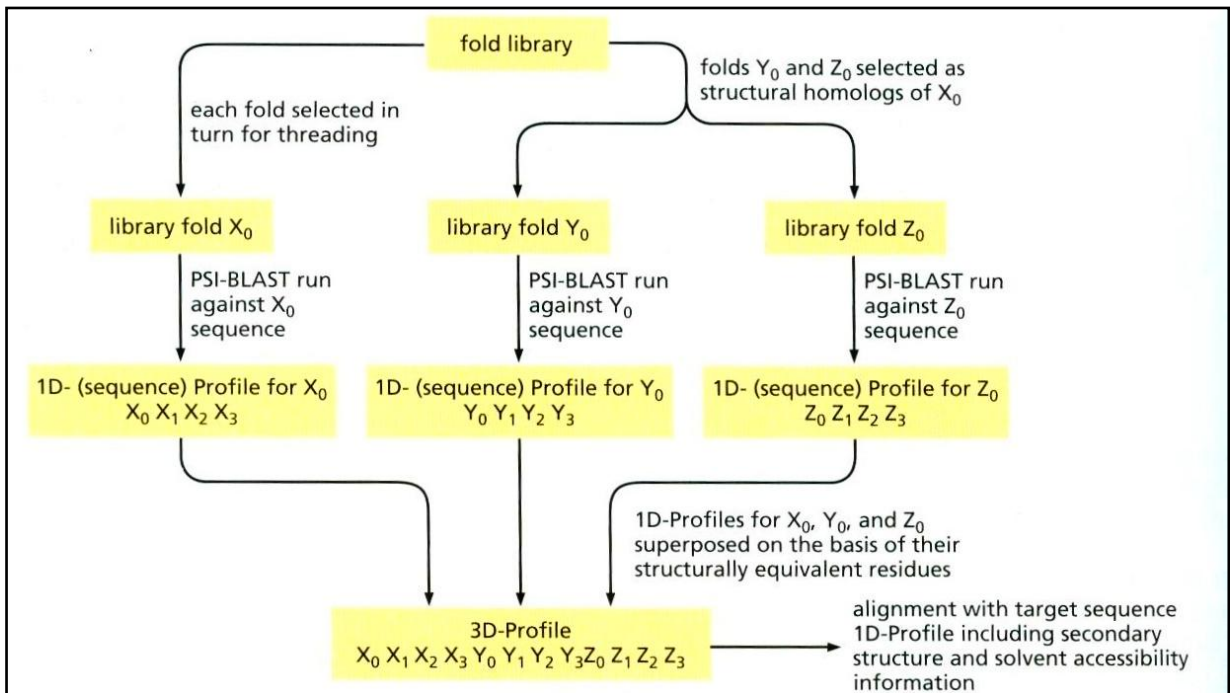 fold library
folds Y₀ and Z₀ selected as
structural homologs of X₀
each fold selected in
turn for threading
library fold X₀
library fold Y₀
library fold Z₀
PSI-BLAST run
against X₀
sequence
PSI-BLAST run
against Y₀
sequence
PSI-BLAST run
against Z₀
sequence
1D- (sequence) Profile for X₀
X₀ X₁ X₂ X₃
1D- (sequence) Profile for Y₀
Y₀ Y₁ Y₂ Y₃
1D- (sequence) Profile for Z₀
Z₀ Z₁ Z₂ Z₃
1D-Profiles for X₀, Y₀, and Z₀
superposed on the basis of their
structurally equivalent residues
3D-Profile
X₀ X₁ X₂ X₃ Y₀ Y₁ Y₂ Y₃Z₀ Z₁ Z₂ Z₃
alignment with target sequence
1D-Profile including secondary
structure and solvent accessibility
information